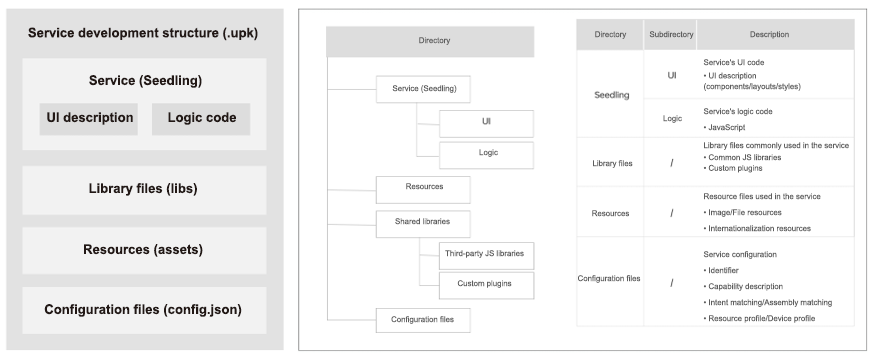 Service development structure (.upk)
Service (Seedling)
UI description
Logic code
Library files (libs)
Resources (assets)
Configuration files (config.json)
Directory
Service (Seedling)
UI
Logic
Resources
Shared libraries
Third-party JS libraries
Custom plugins
Configuration files
Directory Subdirectory Description
Seedling
UI
Service's UI code
• UI description
(components/layouts/styles)
Logic
Service's logic code
• JavaScript
Library files
/
Library files commonly used in the service
• Common JS libraries
• Custom plugins
Resources
/
Resource files used in the service
• Image/File resources
• Internationalization resources
Configuration files
/
Service configuration
• Identifier
• Capability description
• Intent matching/Assembly matching
• Resource profile/Device profile